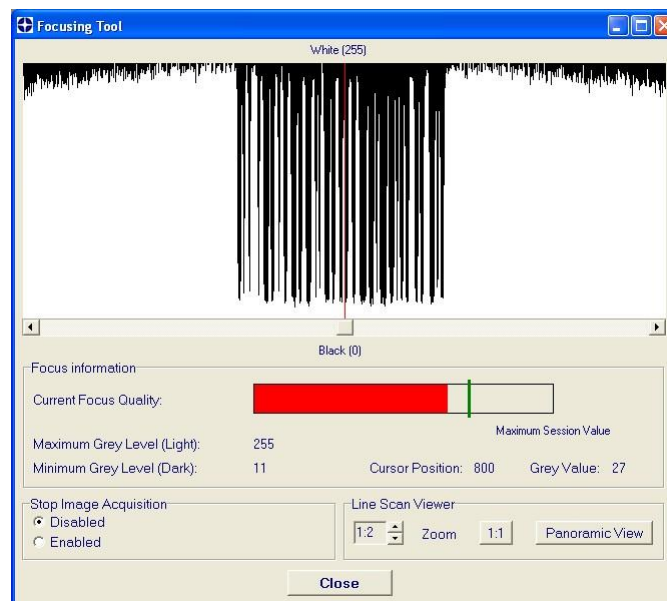 Focusing Tool
White (255)
Black (0)
Focus information
Current Focus Quality:
Maximum Session Value
Maximum Grey Level (Light): 255
Minimum Grey Level (Dark): 11 Cursor Position: 800 Grey Value: 27
Stop Image Acquisition
Disabled
Enabled
Line Scan Viewer
1:2 Zoom 1:1 Panoramic View
Close